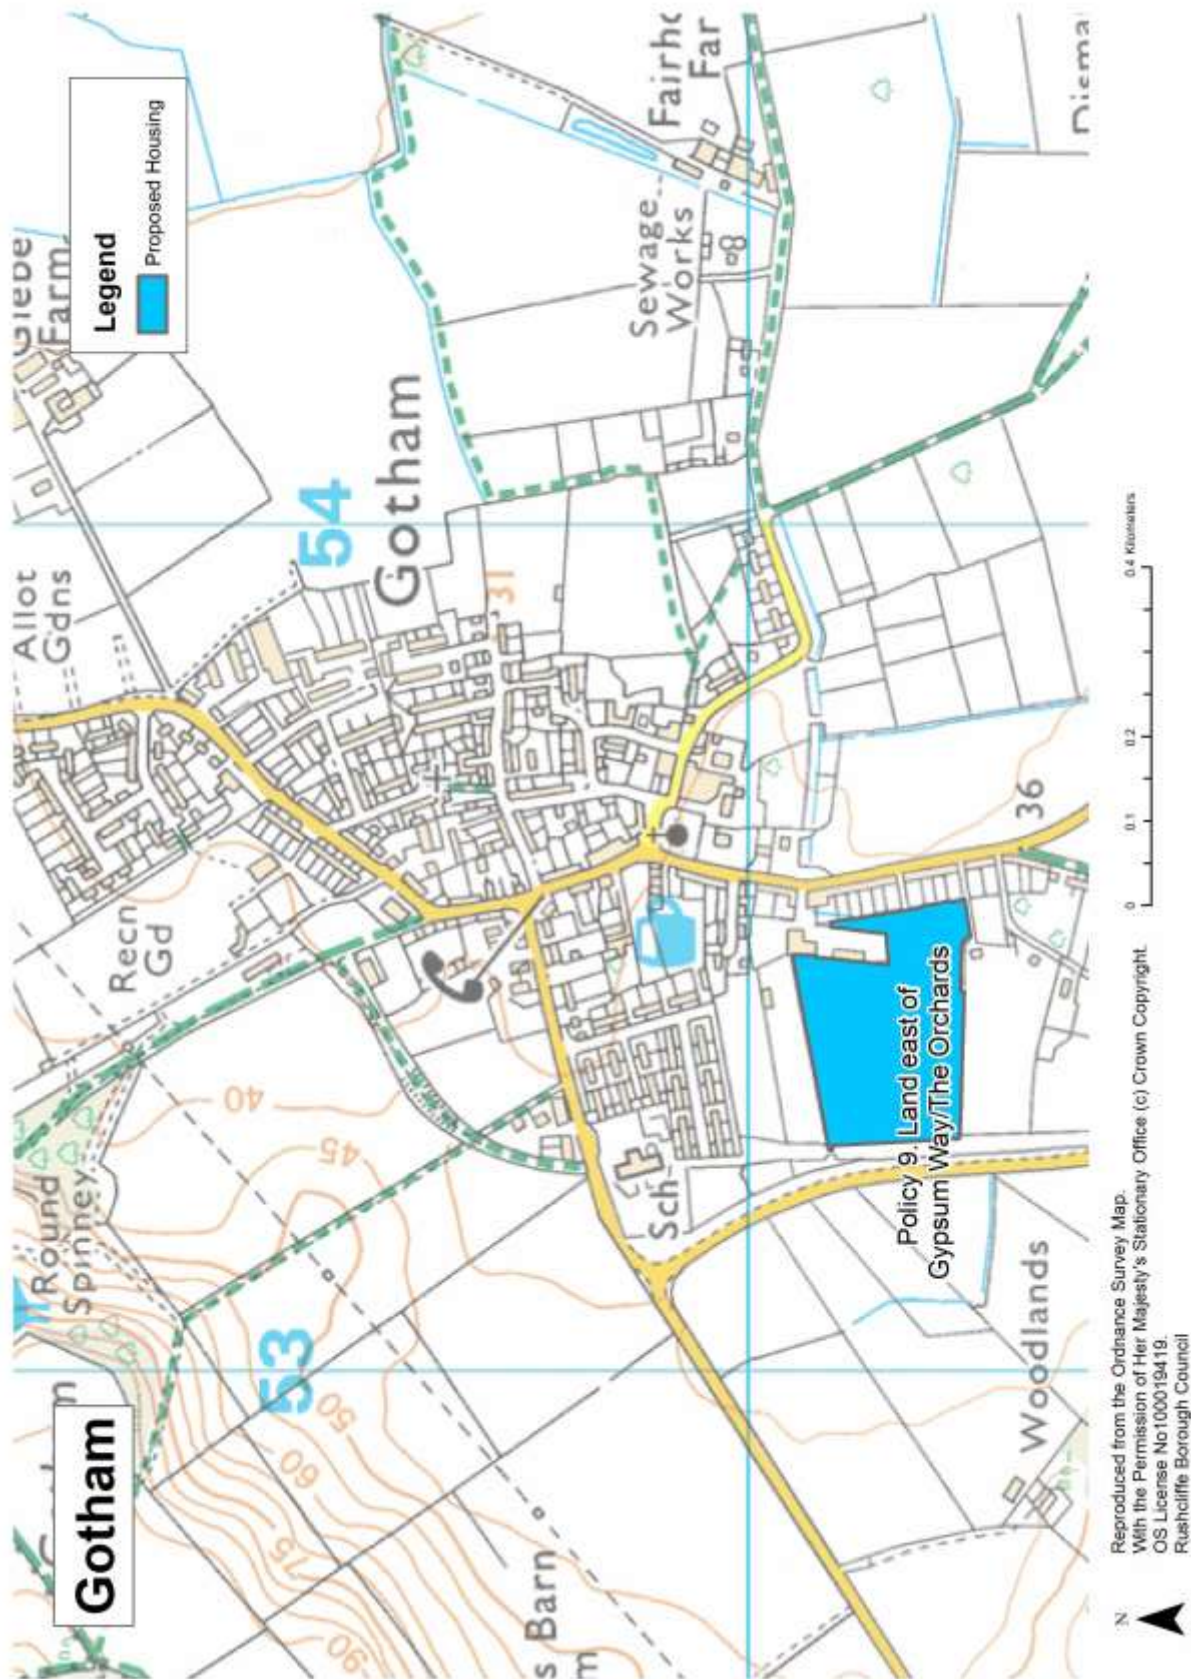 Gotham
Legend
Proposed Housing
Farm
Allot
Gdns
Recn
Gd
Round
Spinney
54
Gotham
31
40
45
53
50
60
75
90
Sewage
Works
Sch
Policy 9. Land east of
Gypsum Way/The Orchards
Woodlands
36
s Barn
N
Reproduced from the Ordnance Survey Map.
With the Permission of Her Majesty's Stationary Office (c) Crown Copyright.
OS License No100019419.
Rushcliffe Borough Council
0
0.1
0.2
0.4 Kilometers